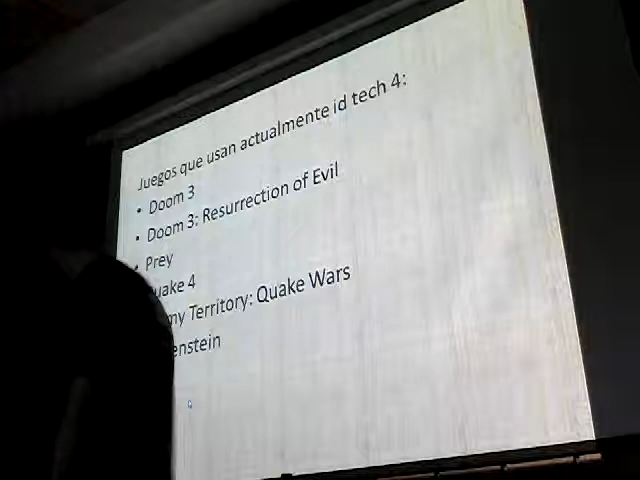 Juegos que usan actualmente id tech 4:
• Doom 3
• Doom 3: Resurrection of Evil
• Prey
uake 4
my Territory: Quake Wars
enstein